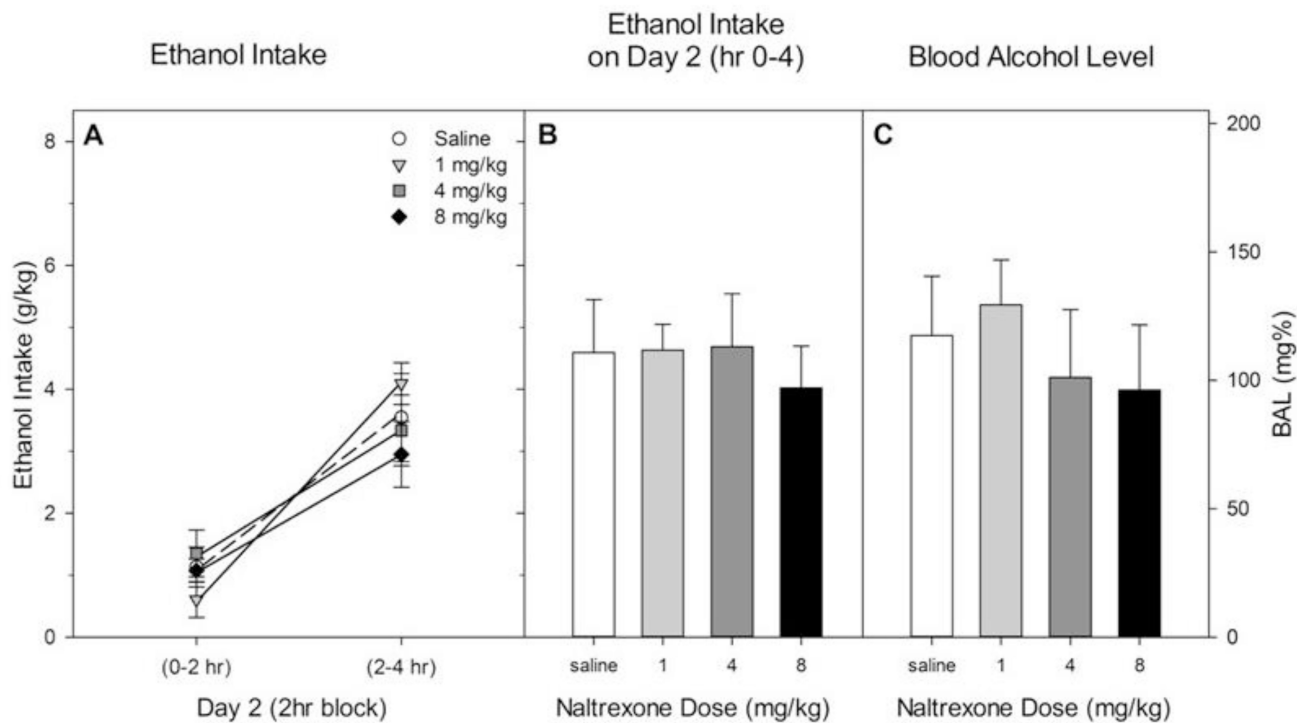 Ethanol Intake
Ethanol Intake
on Day 2 (hr 0-4)
Blood Alcohol Level
A
Saline
1 mg/kg
4 mg/kg
8 mg/kg
B
C
Ethanol Intake (g/kg)
8
6
4
2
0
200
150
100
50
0
BAL (mg%)
(0-2 hr)
(2-4 hr)
Day 2 (2hr block)
saline
1
4
8
Naltrexone Dose (mg/kg)
saline
1
4
8
Naltrexone Dose (mg/kg)